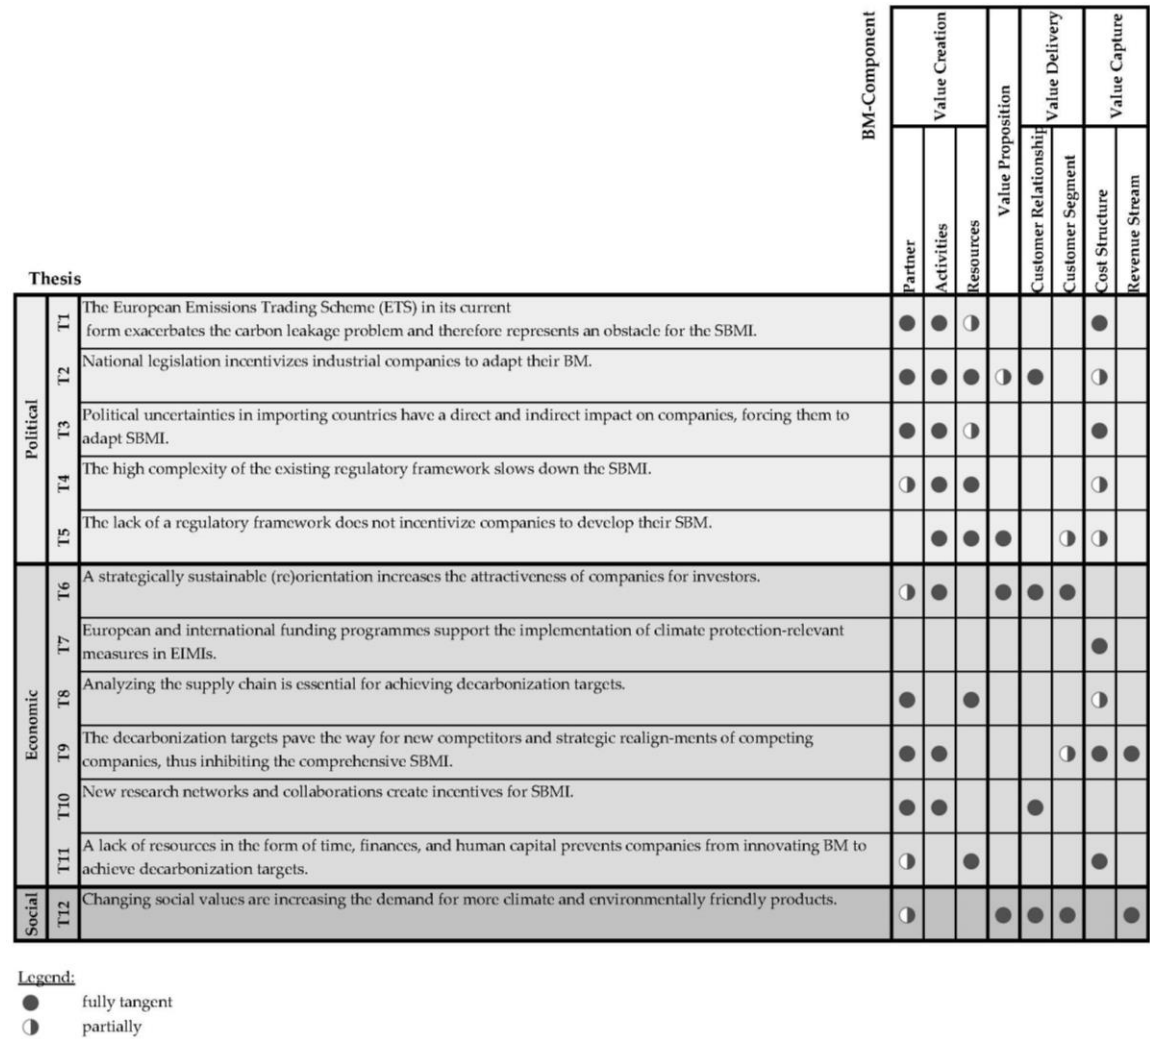 BM-Component
Value Creation
Value Proposition
Value Delivery
Value Capture
Partner
Activities
Resources
Customer Relationship
Customer Segment
Cost Structure
Revenue Stream
Thesis
Political
T1
The European Emissions Trading Scheme (ETS) in its current
form exacerbates the carbon leakage problem and therefore represents an obstacle for the SBMI.
T2
National legislation incentivizes industrial companies to adapt their BM.
T3
Political uncertainties in importing countries have a direct and indirect impact on companies, forcing them to
adapt SBMI.
T4
The high complexity of the existing regulatory framework slows down the SBMI.
T5
The lack of a regulatory framework does not incentivize companies to develop their SBM.
Economic
T6
A strategically sustainable (re)orientation increases the attractiveness of companies for investors.
T7
European and international funding programmes support the implementation of climate protection-relevant
measures in EIMIs.
T8
Analyzing the supply chain is essential for achieving decarbonization targets.
T9
The decarbonization targets pave the way for new competitors and strategic realign-ments of competing
companies, thus inhibiting the comprehensive SBMI.
T10
New research networks and collaborations create incentives for SBMI.
T11
A lack of resources in the form of time, finances, and human capital prevents companies from innovating BM to
achieve decarbonization targets.
Social
T12
Changing social values are increasing the demand for more climate and environmentally friendly products.
Legend:
fully tangent
partially